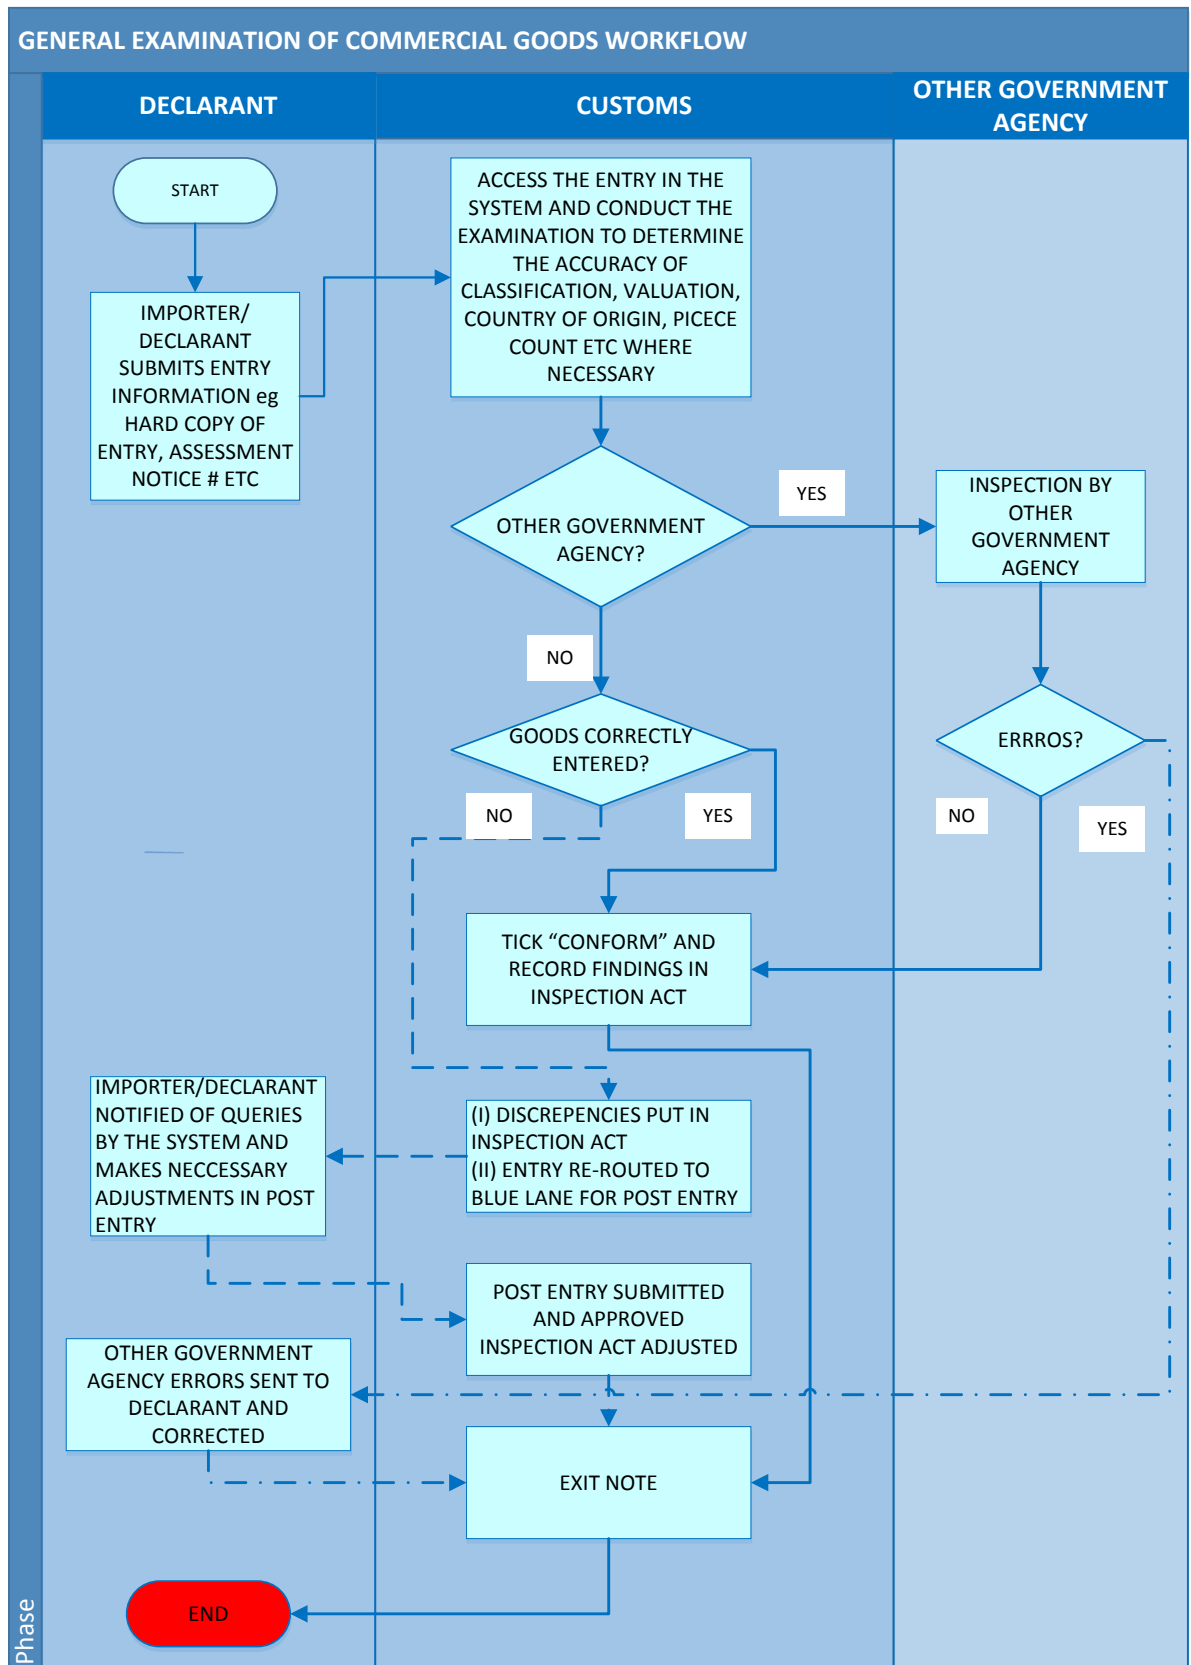 GENERAL EXAMINATION OF COMMERCIAL GOODS WORKFLOW
DECLARANT
CUSTOMS
OTHER GOVERNMENT
AGENCY
START
ACCESS THE ENTRY IN THE
SYSTEM AND CONDUCT THE
EXAMINATION TO DETERMINE
THE ACCURACY OF
CLASSIFICATION, VALUATION,
COUNTRY OF ORIGIN, PICECE
COUNT ETC WHERE
NECESSARY
IMPORTER/
DECLARANT
SUBMITS ENTRY
INFORMATION eg
HARD COPY OF
ENTRY, ASSESSMENT
NOTICE # ETC
OTHER GOVERNMENT
AGENCY?
YES
INSPECTION BY
OTHER
GOVERNMENT
AGENCY
NO
GOODS CORRECTLY
ENTERED?
ERRROS?
NO
YES
NO
YES
TICK “CONFORM” AND
RECORD FINDINGS IN
INSPECTION ACT
IMPORTER/DECLARANT
NOTIFIED OF QUERIES
BY THE SYSTEM AND
MAKES NECCESSARY
ADJUSTMENTS IN POST
ENTRY
(I) DISCREPENCIES PUT IN
INSPECTION ACT
(II) ENTRY RE-ROUTED TO
BLUE LANE FOR POST ENTRY
POST ENTRY SUBMITTED
AND APPROVED
INSPECTION ACT ADJUSTED
OTHER GOVERNMENT
AGENCY ERRORS SENT TO
DECLARANT AND
CORRECTED
EXIT NOTE
END
Phase